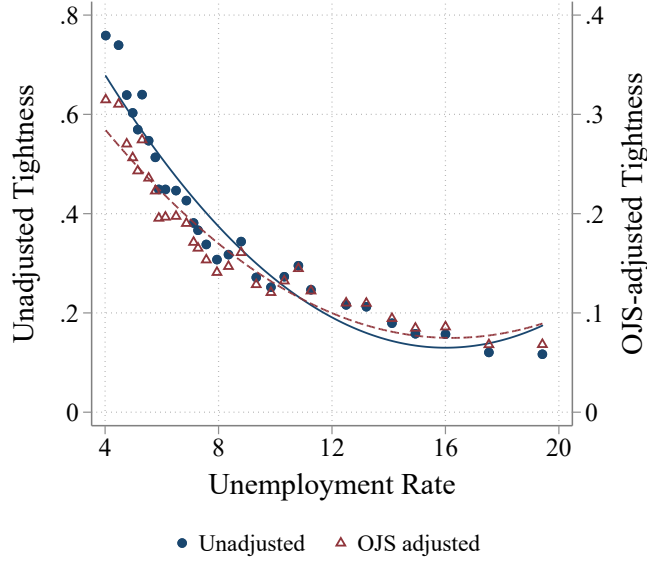 Unadjusted Tightness
.8
.6
.4
.2
0
OJS-adjusted Tightness
.4
.3
.2
.1
0
4 8 12 16 20
Unemployment Rate
Unadjusted OJS adjusted